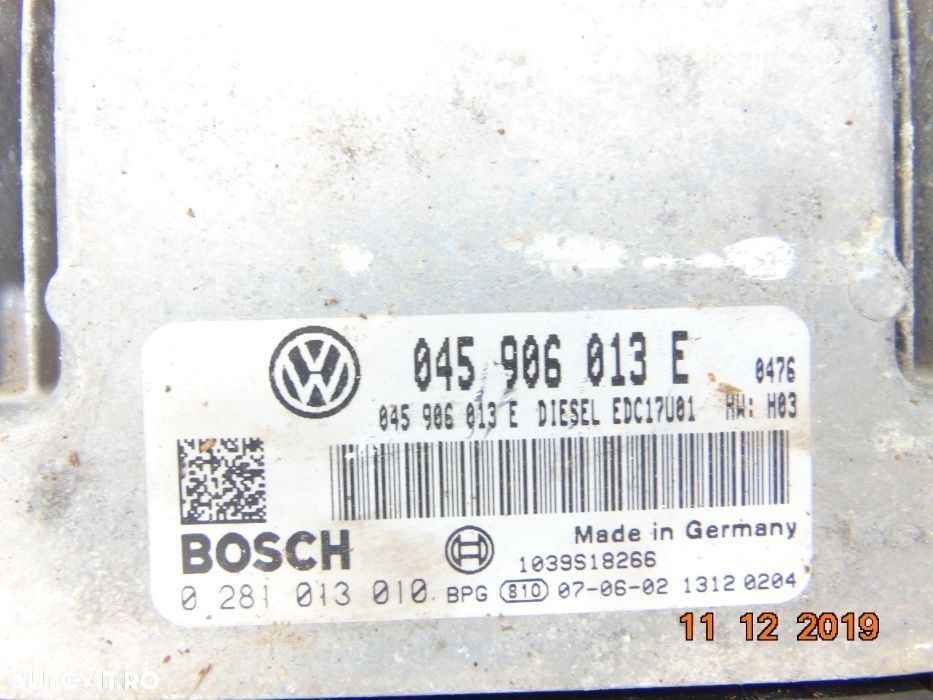 045 906 013 E 0476
045 906 013 E DIESEL EDC17U01 HW: H03
Made in Germany
BOSCH
1039S18266
0 281 013 010 BPG 810 07-06-02 1312 0204
11 12 2019
AUTOVIT.RO